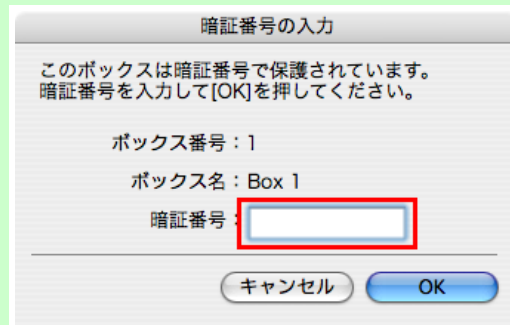 暗証番号の入力
このボックスは暗証番号で保護されています。
暗証番号を入力して[OK]を押してください。
ボックス番号：1
ボックス名：Box 1
暗証番号：
キャンセル
OK